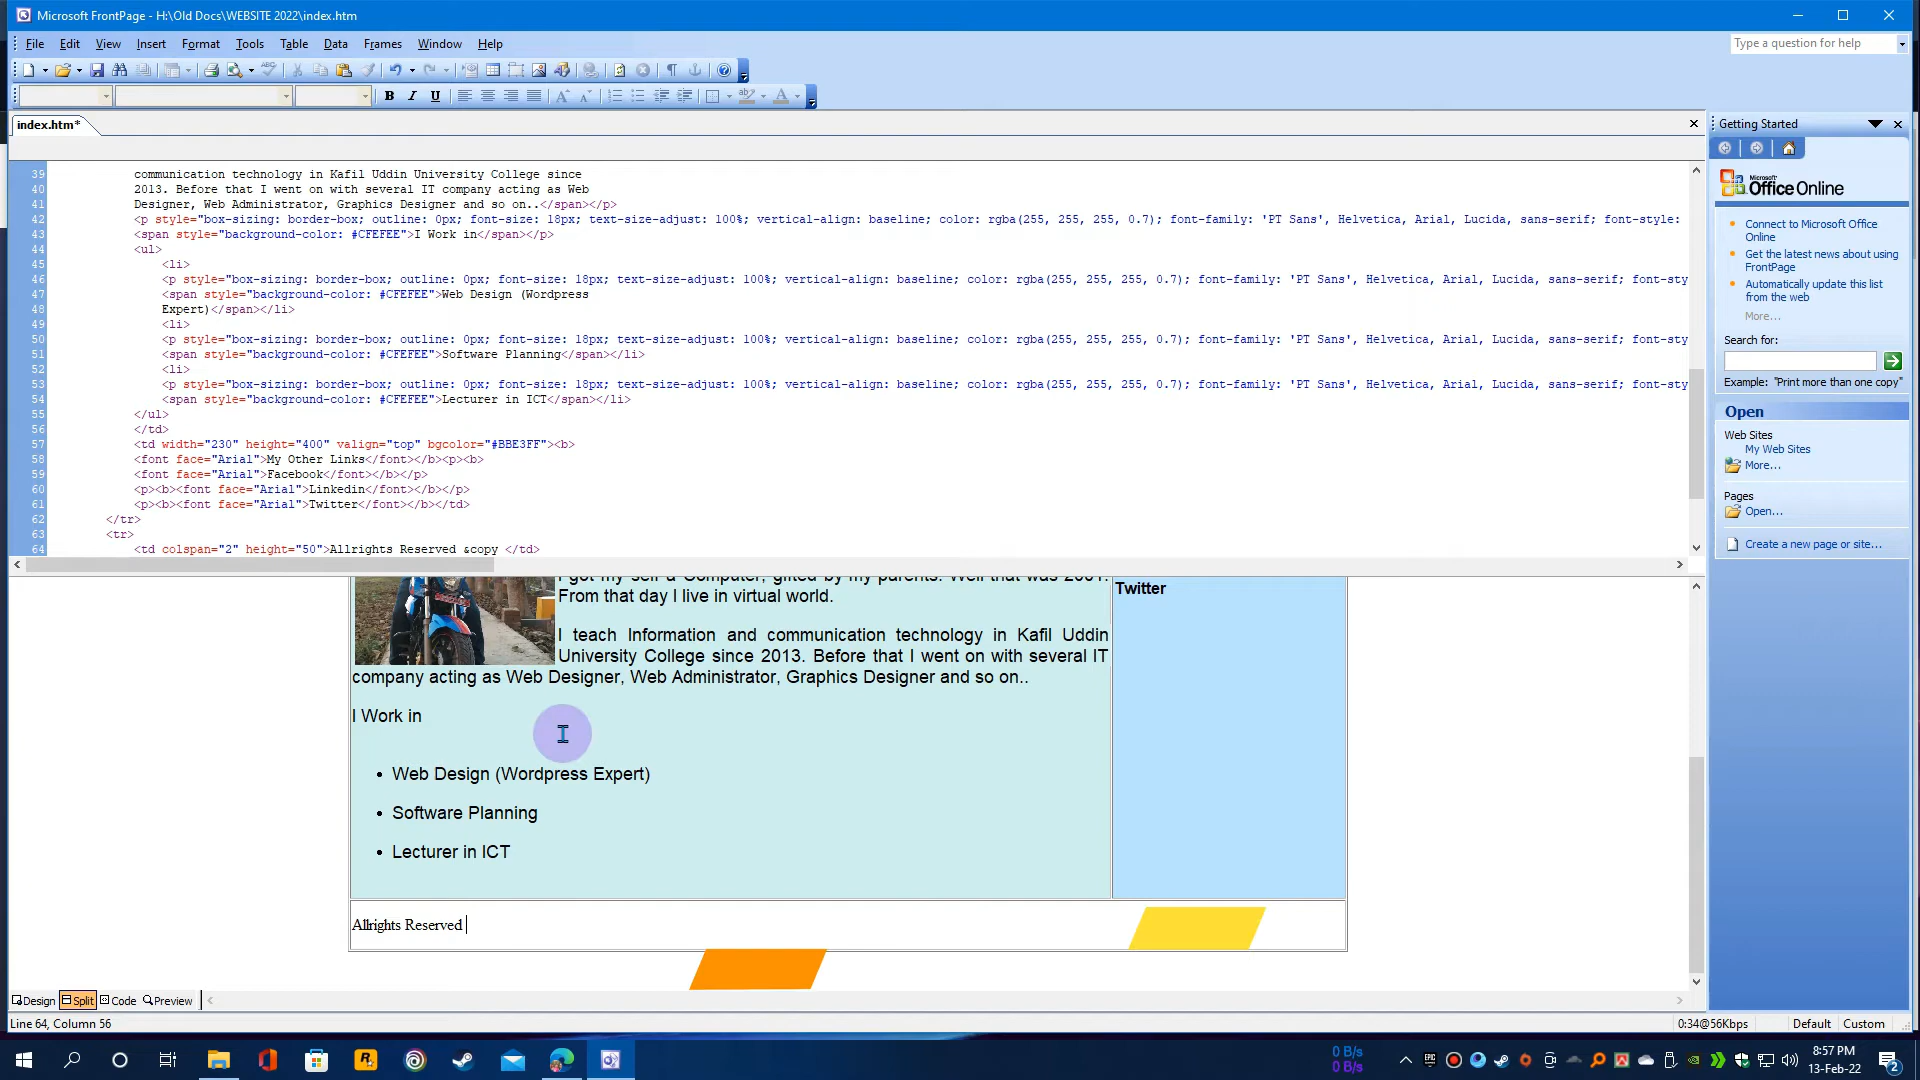 Microsoft FrontPage - H:\Old Docs\WEBSITE 2022\index.htm
File Edit View Insert Format Tools Table Data Frames Window Help
Type a question for help
B I U
index.htm*
39 communication technology in Kafil Uddin University College since
40 2013. Before that I went on with several IT company acting as Web
41 Designer, Web Administrator, Graphics Designer and so on..</span></p>
42 <p style="box-sizing: border-box; outline: 0px; font-size: 18px; text-size-adjust: 100%; vertical-align: baseline; color: rgba(255, 255, 255, 0.7); font-family: 'PT Sans', Helvetica, Arial, Lucida, sans-serif; font-style:
43 <span style="background-color: #CFEFEE">I Work in</span></p>
44 <ul>
45 <li>
46 <p style="box-sizing: border-box; outline: 0px; font-size: 18px; text-size-adjust: 100%; vertical-align: baseline; color: rgba(255, 255, 255, 0.7); font-family: 'PT Sans', Helvetica, Arial, Lucida, sans-serif; font-sty
47 <span style="background-color: #CFEFEE">Web Design (Wordpress
48 Expert)</span></li>
49 <li>
50 <p style="box-sizing: border-box; outline: 0px; font-size: 18px; text-size-adjust: 100%; vertical-align: baseline; color: rgba(255, 255, 255, 0.7); font-family: 'PT Sans', Helvetica, Arial, Lucida, sans-serif; font-sty
51 <span style="background-color: #CFEFEE">Software Planning</span></li>
52 <li>
53 <p style="box-sizing: border-box; outline: 0px; font-size: 18px; text-size-adjust: 100%; vertical-align: baseline; color: rgba(255, 255, 255, 0.7); font-family: 'PT Sans', Helvetica, Arial, Lucida, sans-serif; font-sty
54 <span style="background-color: #CFEFEE">Lecturer in ICT</span></li>
55 </ul>
56 </td>
57 <td width="230" height="400" valign="top" bgcolor="#BBE3FF"><b>
58 <font face="Arial">My Other Links</font></b><p><b>
59 <font face="Arial">Facebook</font></b></p>
60 <p><b><font face="Arial">Linkedin</font></b></p>
61 <p><b><font face="Arial">Twitter</font></b></td>
62 </tr>
63 <tr>
64 <td colspan="2" height="50">Allrights Reserved &copy </td>
I got my self a Computer, gifted by my parents. Well that was 2001.
From that day I live in virtual world.
I teach Information and communication technology in Kafil Uddin
University College since 2013. Before that I went on with several IT
company acting as Web Designer, Web Administrator, Graphics Designer and so on..
I Work in
• Web Design (Wordpress Expert)
• Software Planning
• Lecturer in ICT
Twitter
Allrights Reserved
Design Split Code Preview
Line 64, Column 56
0:34@56Kbps Default Custom
Getting Started
Microsoft
Office Online
Connect to Microsoft Office
Online
Get the latest news about using
FrontPage
Automatically update this list
from the web
More...
Search for:
Example: "Print more than one copy"
Open
Web Sites
My Web Sites
More...
Pages
Open...
Create a new page or site...
0 B/s
0 B/s
EPIC
8:57 PM
13-Feb-22
2